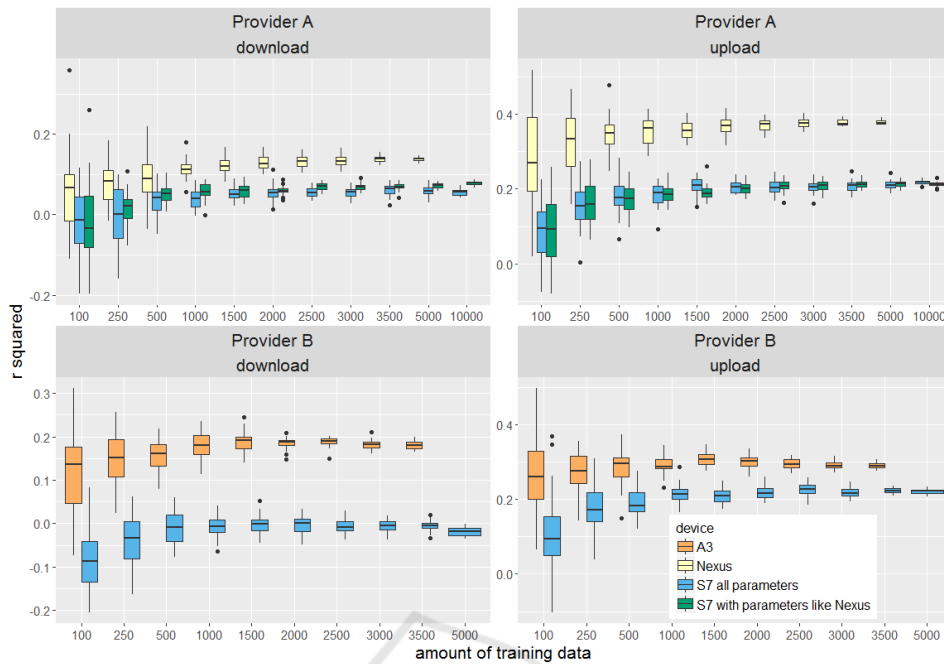 Provider A
download
Provider A
upload
0.2
0.0
-0.2
100 250 500 1000 1500 2000 2500 3000 3500 5000 10000
0.4
0.2
0.0
100 250 500 1000 1500 2000 2500 3000 3500 5000 10000
r squared
Provider B
download
Provider B
upload
0.3
0.2
0.1
0.0
-0.1
-0.2
100 250 500 1000 1500 2000 2500 3000 3500 5000
0.4
0.2
0.0
device
A3
Nexus
S7 all parameters
S7 with parameters like Nexus
100 250 500 1000 1500 2000 2500 3000 3500 5000
amount of training data